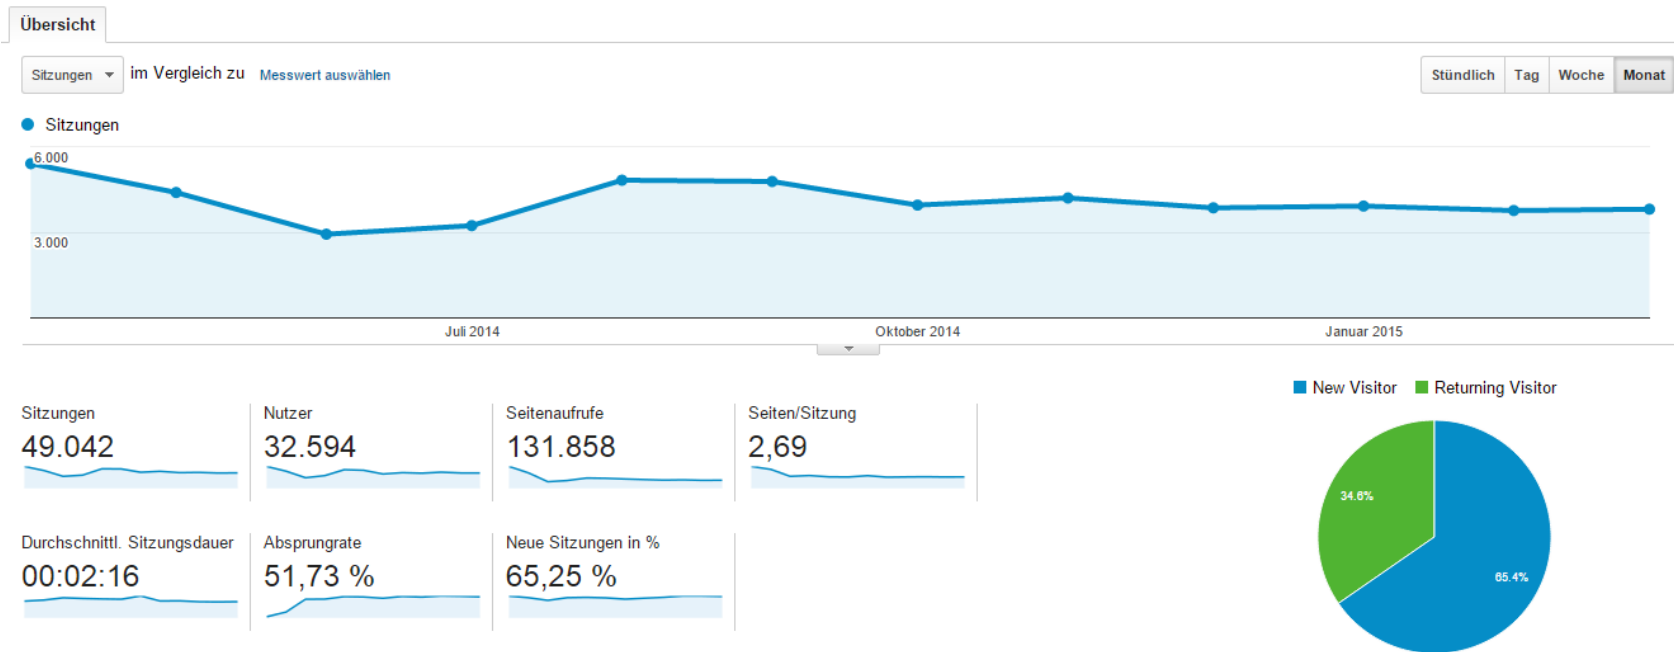 Übersicht
Sitzungen im Vergleich zu Messwert auswählen
Stündlich Tag Woche Monat
Sitzungen
6.000
3.000
Juli 2014 Oktober 2014 Januar 2015
New Visitor Returning Visitor
Sitzungen Nutzer Seitenaufrufe Seiten/Sitzung
49.042 32.594 131.858 2,69
34.6%
65.4%
Durchschnittl. Sitzungsdauer Absprungrate Neue Sitzungen in %
00:02:16 51,73 % 65,25 %